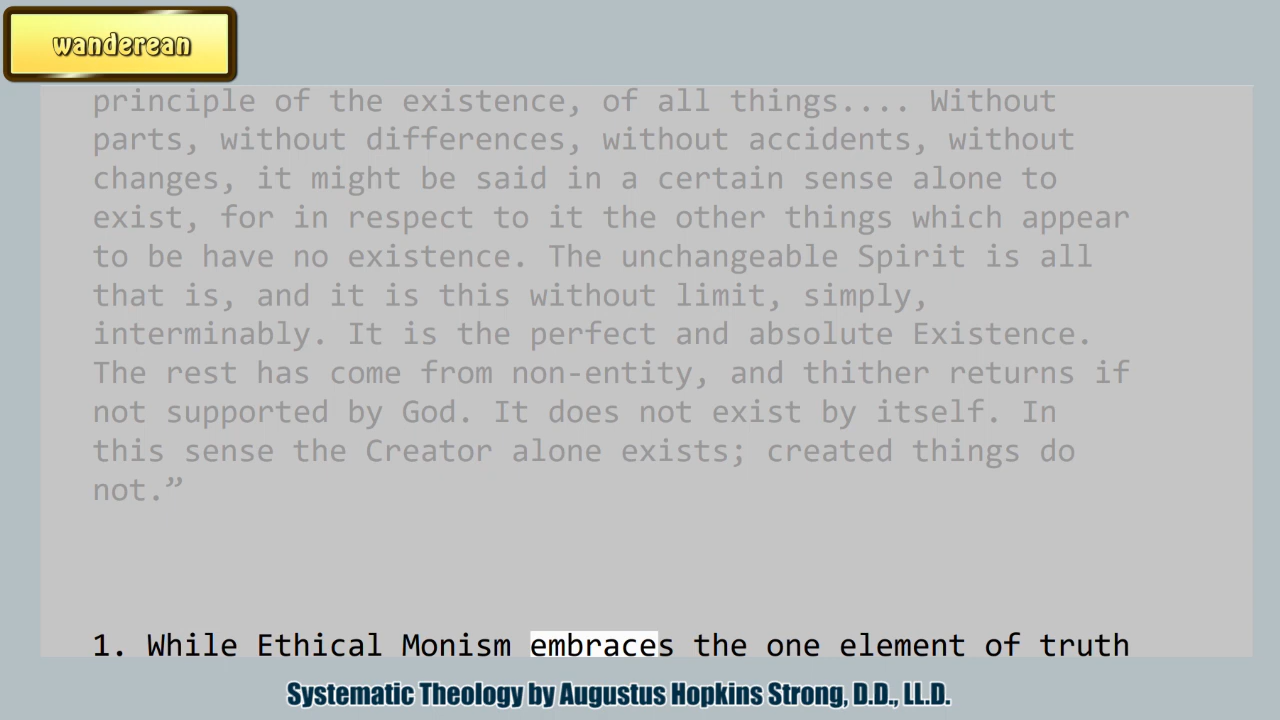 wanderean
principle of the existence, of all things.... Without
parts, without differences, without accidents, without
changes, it might be said in a certain sense alone to
exist, for in respect to it the other things which appear
to be have no existence. The unchangeable Spirit is all
that is, and it is this without limit, simply,
interminably. It is the perfect and absolute Existence.
The rest has come from non-entity, and thither returns if
not supported by God. It does not exist by itself. In
this sense the Creator alone exists; created things do
not.”
1. While Ethical Monism embraces the one element of truth
Systematic Theology by Augustus Hopkins Strong, D.D., LL.D.